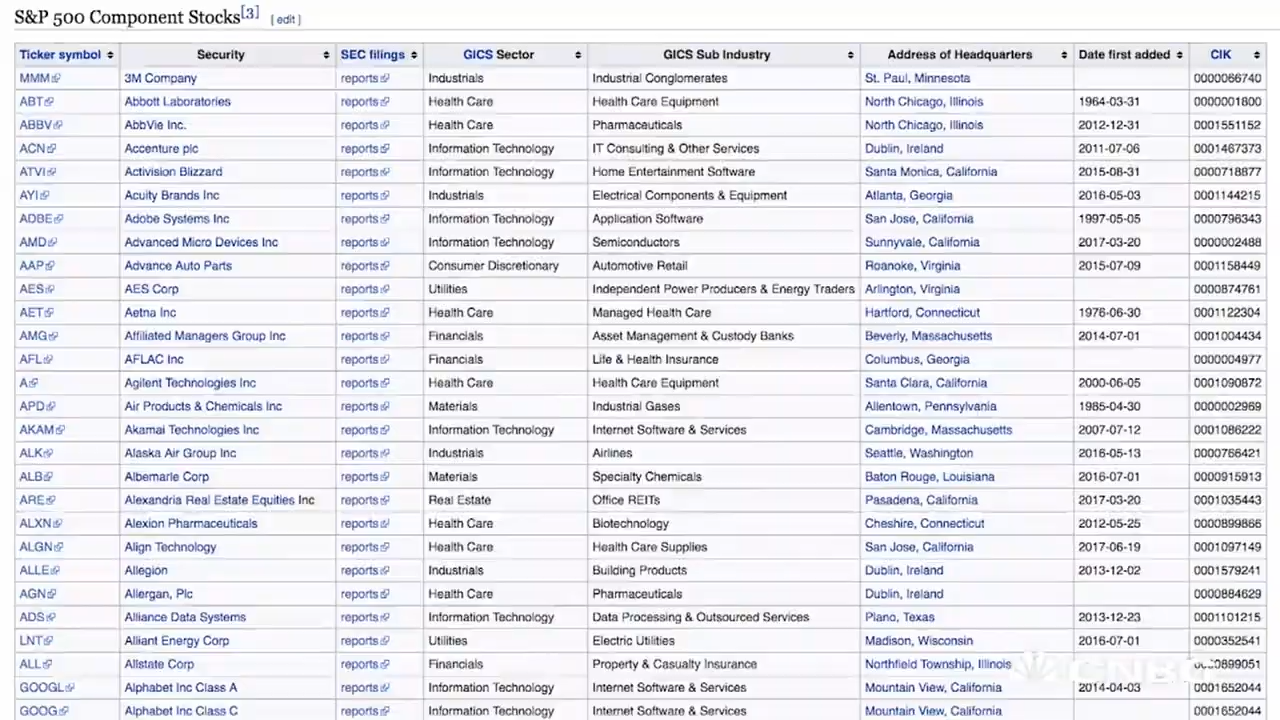 S&P 500 Component Stocks[3] [ edit ]
Ticker symbol Security SEC filings GICS Sector GICS Sub Industry Address of Headquarters Date first added CIK
MMM 3M Company reports Industrials Industrial Conglomerates St. Paul, Minnesota 0000066740
ABT Abbott Laboratories reports Health Care Health Care Equipment North Chicago, Illinois 1964-03-31 0000001800
ABBV AbbVie Inc. reports Health Care Pharmaceuticals North Chicago, Illinois 2012-12-31 0001551152
ACN Accenture plc reports Information Technology IT Consulting & Other Services Dublin, Ireland 2011-07-06 0001467373
ATVI Activision Blizzard reports Information Technology Home Entertainment Software Santa Monica, California 2015-08-31 0000718877
AYI Acuity Brands Inc reports Industrials Electrical Components & Equipment Atlanta, Georgia 2016-05-03 0001144215
ADBE Adobe Systems Inc reports Information Technology Application Software San Jose, California 1997-05-05 0000796343
AMD Advanced Micro Devices Inc reports Information Technology Semiconductors Sunnyvale, California 2017-03-20 0000002488
AAP Advance Auto Parts reports Consumer Discretionary Automotive Retail Roanoke, Virginia 2015-07-09 0001158449
AES AES Corp reports Utilities Independent Power Producers & Energy Traders Arlington, Virginia 0000874761
AET Aetna Inc reports Health Care Managed Health Care Hartford, Connecticut 1976-06-30 0001122304
AMG Affiliated Managers Group Inc reports Financials Asset Management & Custody Banks Beverly, Massachusetts 2014-07-01 0001004434
AFL AFLAC Inc reports Financials Life & Health Insurance Columbus, Georgia 0000004977
A Agilent Technologies Inc reports Health Care Health Care Equipment Santa Clara, California 2000-06-05 0001090872
APD Air Products & Chemicals Inc reports Materials Industrial Gases Allentown, Pennsylvania 1985-04-30 0000002969
AKAM Akamai Technologies Inc reports Information Technology Internet Software & Services Cambridge, Massachusetts 2007-07-12 0001086222
ALK Alaska Air Group Inc reports Industrials Airlines Seattle, Washington 2016-05-13 0000766421
ALB Albemarle Corp reports Materials Specialty Chemicals Baton Rouge, Louisiana 2016-07-01 0000915913
ARE Alexandria Real Estate Equities Inc reports Real Estate Office REITs Pasadena, California 2017-03-20 0001035443
ALXN Alexion Pharmaceuticals reports Health Care Biotechnology Cheshire, Connecticut 2012-05-25 0000899866
ALGN Align Technology reports Health Care Health Care Supplies San Jose, California 2017-06-19 0001097149
ALLE Allegion reports Industrials Building Products Dublin, Ireland 2013-12-02 0001579241
AGN Allergan, Plc reports Health Care Pharmaceuticals Dublin, Ireland 0000884629
ADS Alliance Data Systems reports Information Technology Data Processing & Outsourced Services Plano, Texas 2013-12-23 0001101215
LNT Alliant Energy Corp reports Utilities Electric Utilities Madison, Wisconsin 2016-07-01 0000352541
ALL Allstate Corp reports Financials Property & Casualty Insurance Northfield Township, Illinois
GOOGL Alphabet Inc Class A reports Information Technology Internet Software & Services Mountain View, California 2014-04-03 0001652044
GOOG Alphabet Inc Class C reports Information Technology Internet Software & Services Mountain View, California 0001652044
CNBC